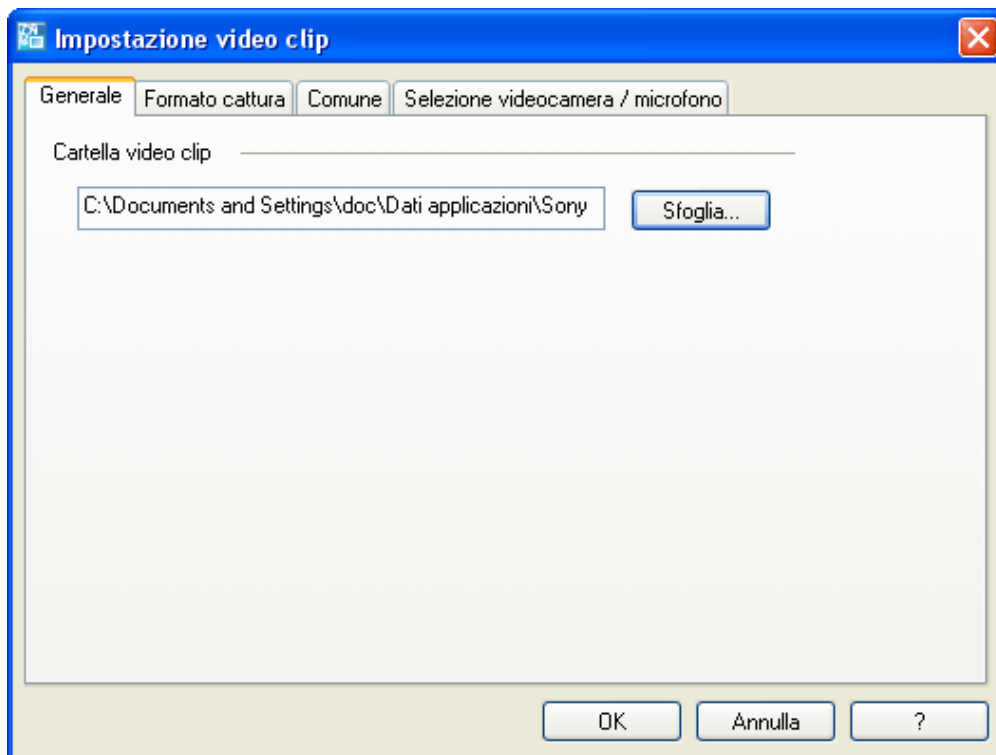 Impostazione video clip
Generale Formato cattura Comune Selezione videocamera / microfono
Cartella video clip
C:\Documents and Settings\doc\Dati applicazioni\Sony Sfoglia...
OK Annulla ?